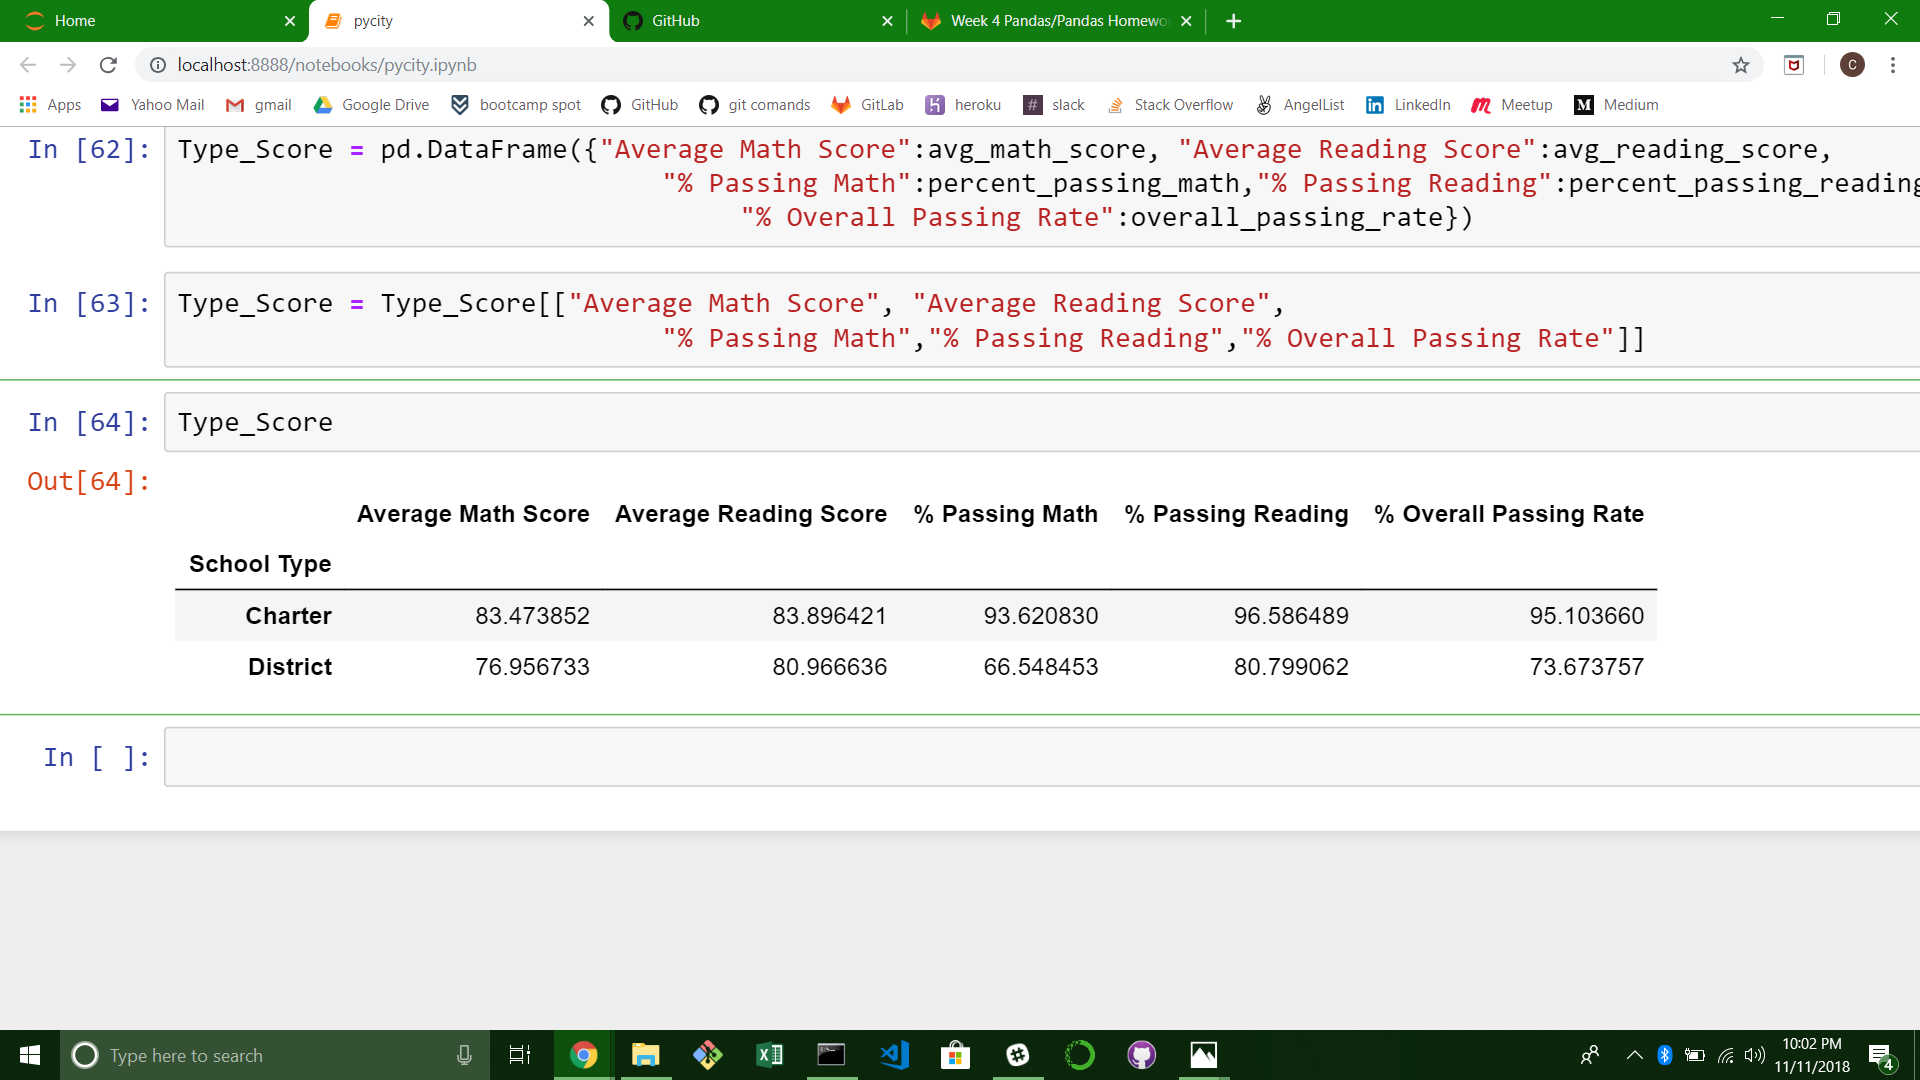 Home
pycity
GitHub
Week 4 Pandas/Pandas Homewo
localhost:8888/notebooks/pycity.ipynb
C
Apps Yahoo Mail gmail Google Drive bootcamp spot GitHub git comands GitLab heroku slack Stack Overflow AngelList LinkedIn Meetup Medium
In [62]: Type_Score = pd.DataFrame({"Average Math Score":avg_math_score, "Average Reading Score":avg_reading_score,
"% Passing Math":percent_passing_math,"% Passing Reading":percent_passing_reading
"% Overall Passing Rate":overall_passing_rate})
In [63]: Type_Score = Type_Score[["Average Math Score", "Average Reading Score",
"% Passing Math","% Passing Reading","% Overall Passing Rate"]]
In [64]: Type_Score
Out[64]:
Average Math Score Average Reading Score % Passing Math % Passing Reading % Overall Passing Rate
School Type
Charter 83.473852 83.896421 93.620830 96.586489 95.103660
District 76.956733 80.966636 66.548453 80.799062 73.673757
In [ ]:
Type here to search
10:02 PM
11/11/2018
4